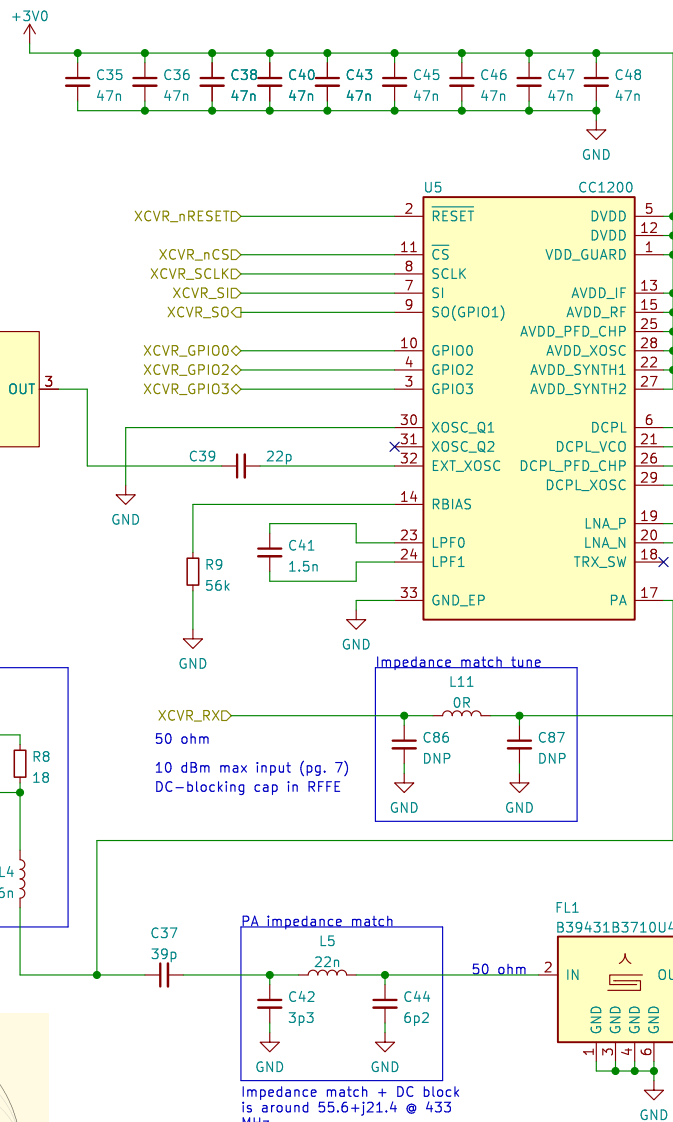 +3V0
C35 C36 C38 C40 C43 C45 C46 C47 C48
47n 47n 47n 47n 47n 47n 47n 47n 47n
GND
U5 CC1200
XCVR_nRESET 2 RESET DVDD 5
DVDD 12
XCVR_nCS 11 CS VDD_GUARD 1
XCVR_SCLK 8 SCLK
XCVR_SI 7 SI AVDD_IF 13
XCVR_SO 9 SO(GPIO1) AVDD_RF 15
AVDD_PFD_CHP 25
XCVR_GPIO0 10 GPIO0 AVDD_XOSC 28
XCVR_GPIO2 4 GPIO2 AVDD_SYNTH1 22
OUT 3 XCVR_GPIO3 3 GPIO3 AVDD_SYNTH2 27
30 XOSC_Q1 DCPL 6
31 XOSC_Q2 DCPL_VCO 21
C39 22p 32 EXT_XOSC DCPL_PFD_CHP 26
DCPL_XOSC 29
14 RBIAS
GND
LNA_P 19
C41 23 LPF0 LNA_N 20
R9 1.5n 24 LPF1 TRX_SW 18
56k
33 GND_EP PA 17
GND GND
Impedance match tune
L11
0R
XCVR_RX
50 ohm C86 C87
R8 DNP DNP
18 10 dBm max input (pg. 7)
DC-blocking cap in RFFE
GND GND
L4
6n
FL1
PA impedance match B39431B3710U4
C37 L5
39p 22n
50 ohm 2 IN OU
C42 C44
3p3 6p2
GND GND GND GND
1 3 4 6
GND GND
Impedance match + DC block
is around 55.6+j21.4 @ 433
MHz
GND